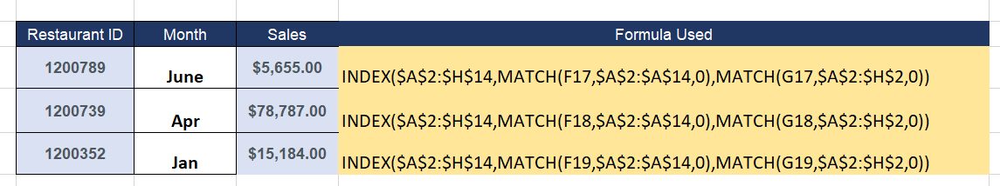 Restaurant ID Month Sales Formula Used
1200789 June $5,655.00 INDEX($A$2:$H$14,MATCH(F17,$A$2:$A$14,0),MATCH(G17,$A$2:$H$2,0))
1200739 Apr $78,787.00 INDEX($A$2:$H$14,MATCH(F18,$A$2:$A$14,0),MATCH(G18,$A$2:$H$2,0))
1200352 Jan $15,184.00 INDEX($A$2:$H$14,MATCH(F19,$A$2:$A$14,0),MATCH(G19,$A$2:$H$2,0))